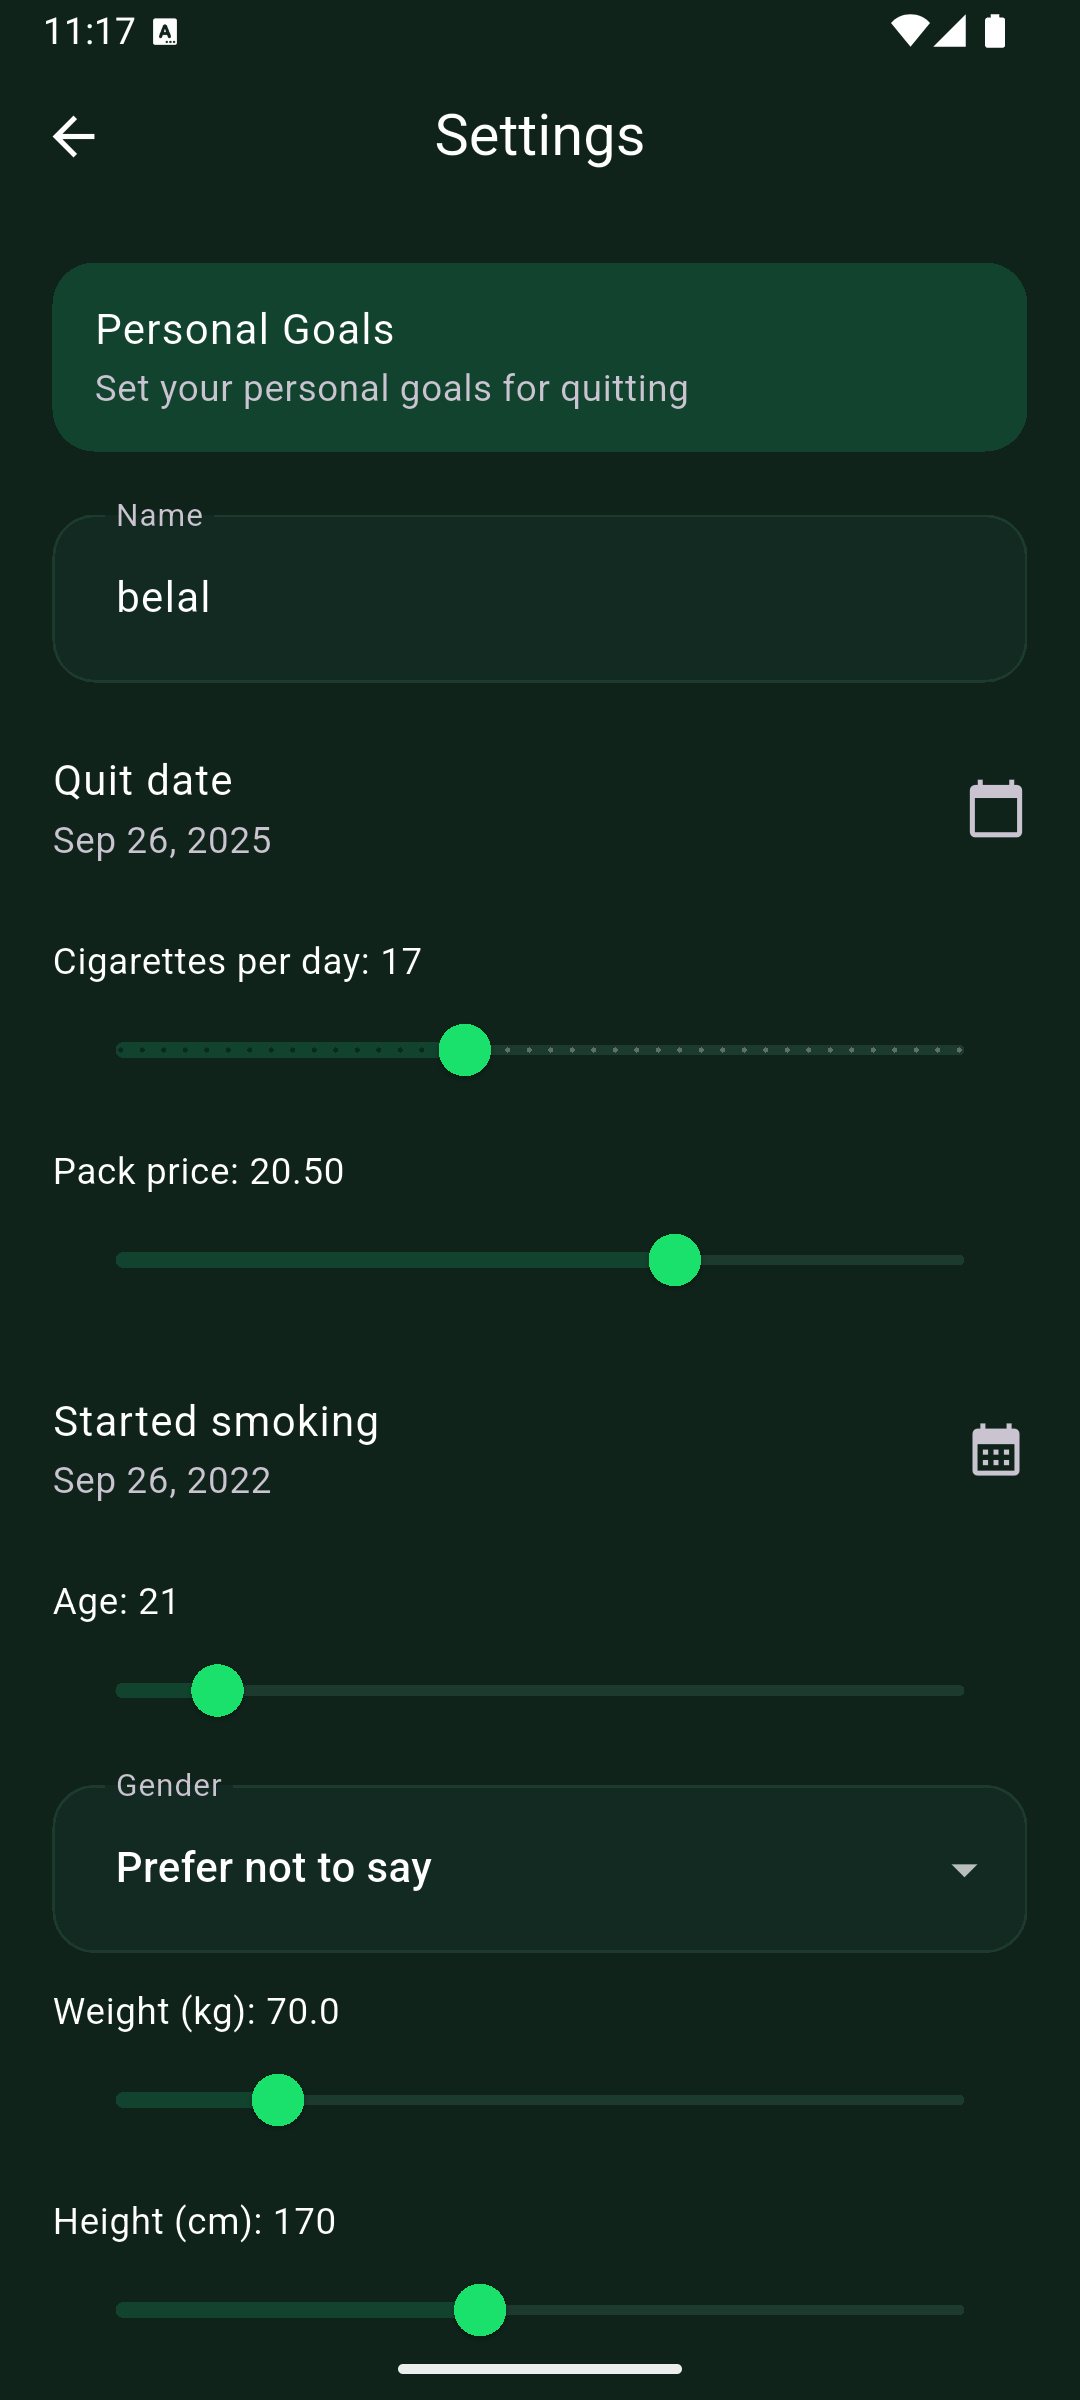 11:17
Settings
Personal Goals
Set your personal goals for quitting
Name
belal
Quit date
Sep 26, 2025
Cigarettes per day: 17
Pack price: 20.50
Started smoking
Sep 26, 2022
Age: 21
Gender
Prefer not to say
Weight (kg): 70.0
Height (cm): 170